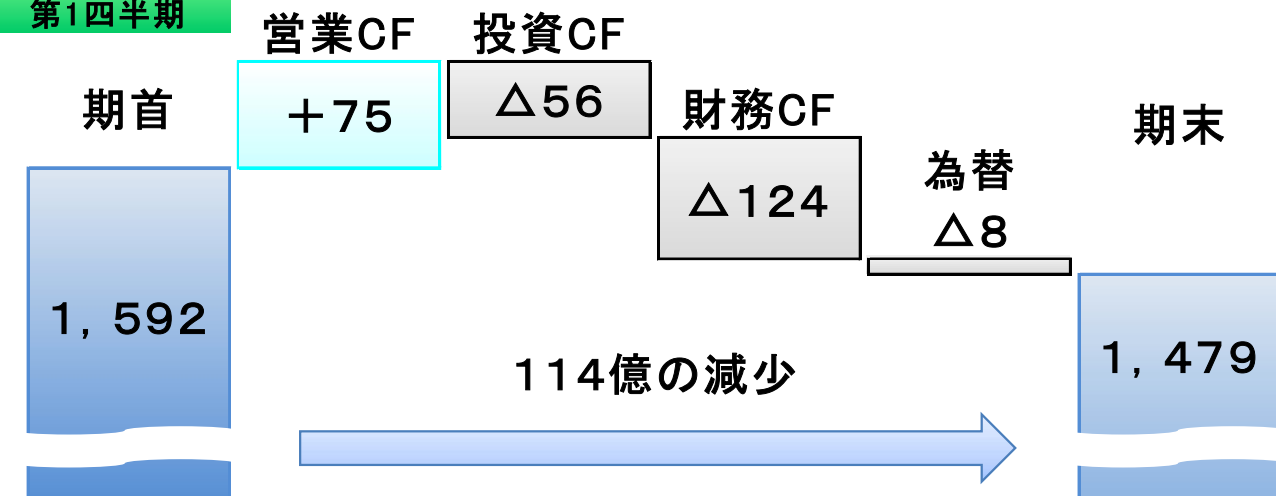 第1四半期
営業CF
投資CF
期首
＋75
△56
財務CF
期末
△124
為替
△8
1,592
1,479
114億の減少